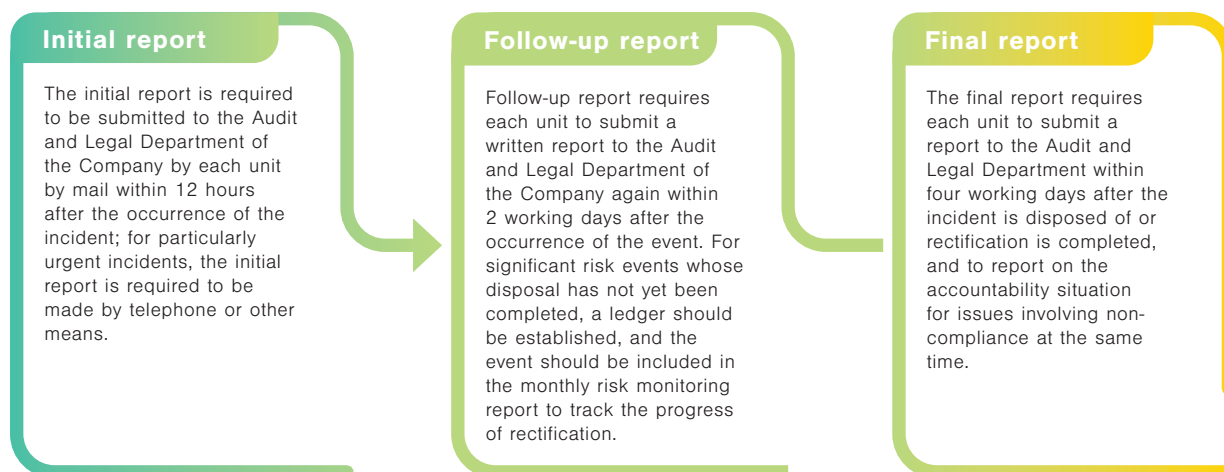 Initial report
The initial report is required
to be submitted to the Audit
and Legal Department of
the Company by each unit
by mail within 12 hours
after the occurrence of the
incident; for particularly
urgent incidents, the initial
report is required to be
made by telephone or other
means.
Follow-up report
Follow-up report requires
each unit to submit a
written report to the Audit
and Legal Department of
the Company again within
2 working days after the
occurrence of the event. For
significant risk events whose
disposal has not yet been
completed, a ledger should
be established, and the
event should be included in
the monthly risk monitoring
report to track the progress
of rectification.
Final report
The final report requires
each unit to submit a
report to the Audit and
Legal Department within
four working days after the
incident is disposed of or
rectification is completed,
and to report on the
accountability situation
for issues involving non-
compliance at the same
time.